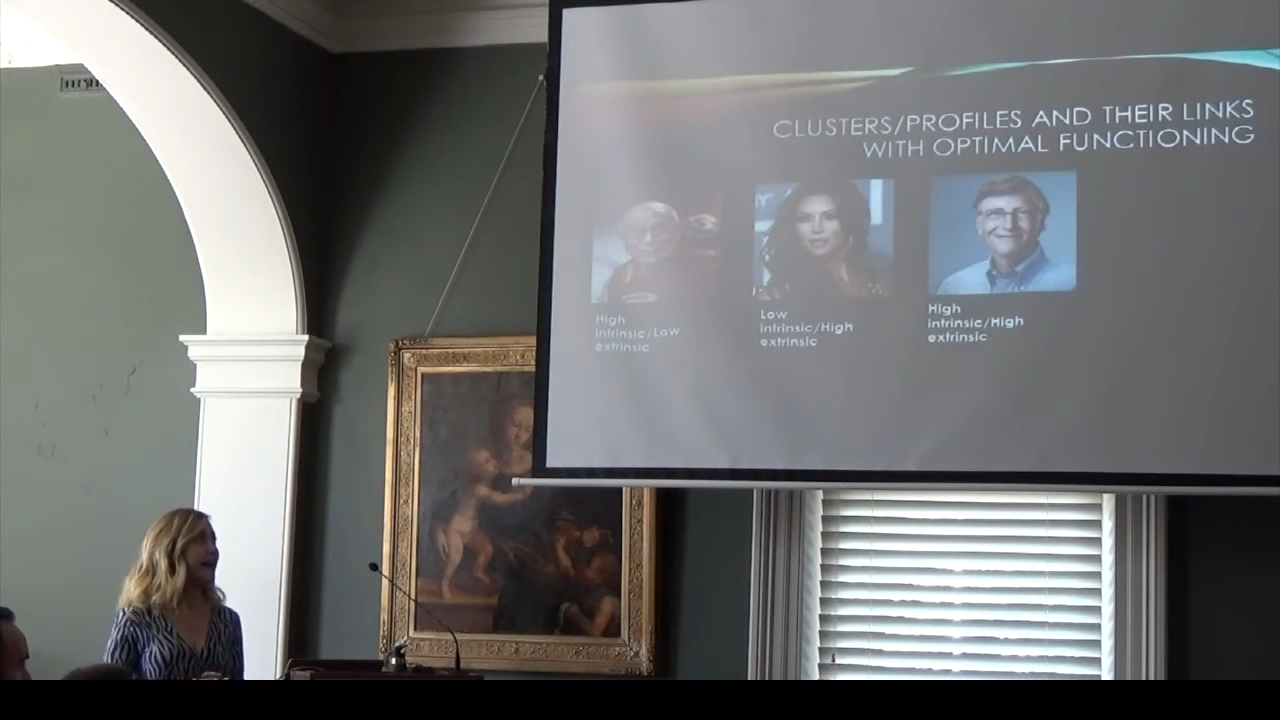 CLUSTERS/PROFILES AND THEIR LINKS
WITH OPTIMAL FUNCTIONING
High
intrinsic/Low
extrinsic
Low
intrinsic/High
extrinsic
High
intrinsic/High
extrinsic